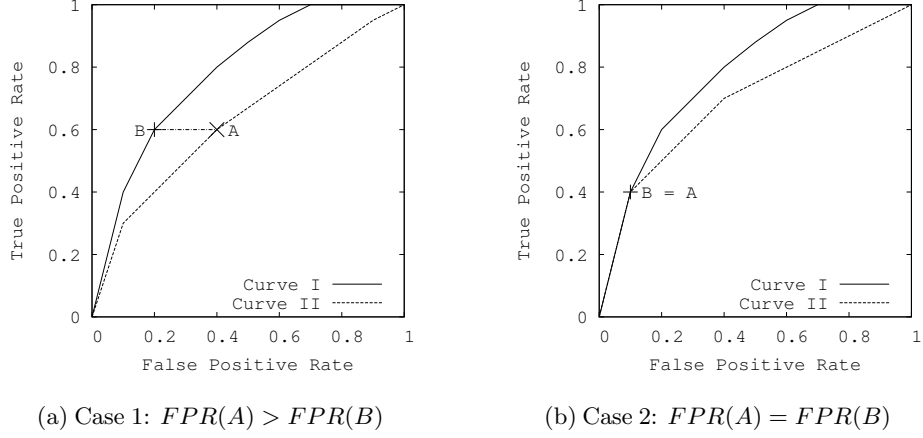 1
0.8
0.6
0.4
0.2
0
True Positive Rate
B
A
Curve I
Curve II
0 0.2 0.4 0.6 0.8 1
False Positive Rate
(a) Case 1: FPR(A) > FPR(B)
1
0.8
0.6
0.4
0.2
0
True Positive Rate
B = A
Curve I
Curve II
0 0.2 0.4 0.6 0.8 1
False Positive Rate
(b) Case 2: FPR(A) = FPR(B)